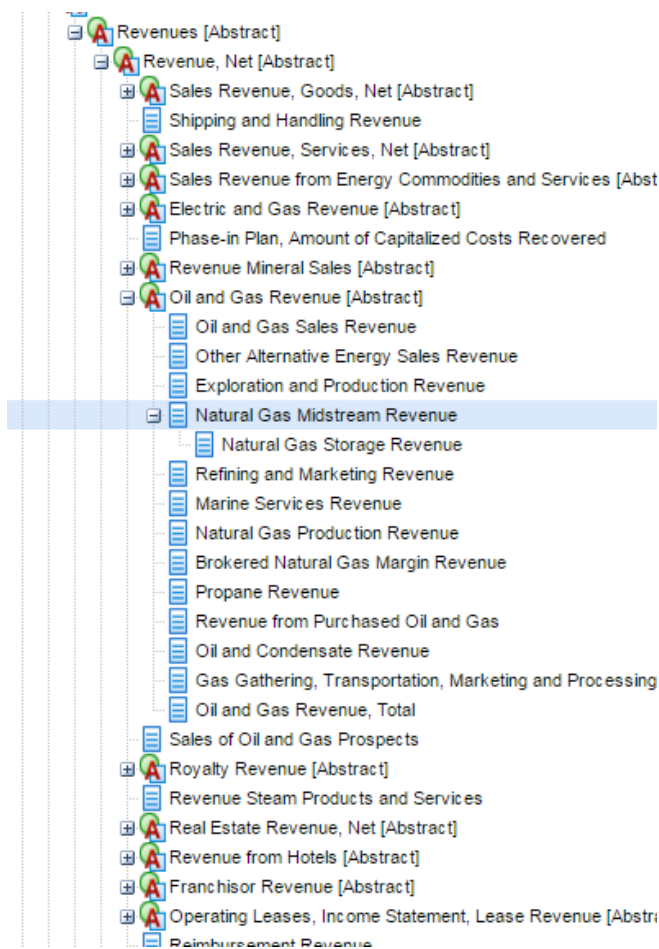 Revenues [Abstract]
Revenue, Net [Abstract]
Sales Revenue, Goods, Net [Abstract]
Shipping and Handling Revenue
Sales Revenue, Services, Net [Abstract]
Sales Revenue from Energy Commodities and Services [Abst
Electric and Gas Revenue [Abstract]
Phase-in Plan, Amount of Capitalized Costs Recovered
Revenue Mineral Sales [Abstract]
Oil and Gas Revenue [Abstract]
Oil and Gas Sales Revenue
Other Alternative Energy Sales Revenue
Exploration and Production Revenue
Natural Gas Midstream Revenue
Natural Gas Storage Revenue
Refining and Marketing Revenue
Marine Services Revenue
Natural Gas Production Revenue
Brokered Natural Gas Margin Revenue
Propane Revenue
Revenue from Purchased Oil and Gas
Oil and Condensate Revenue
Gas Gathering, Transportation, Marketing and Processing
Oil and Gas Revenue, Total
Sales of Oil and Gas Prospects
Royalty Revenue [Abstract]
Revenue Steam Products and Services
Real Estate Revenue, Net [Abstract]
Revenue from Hotels [Abstract]
Franchisor Revenue [Abstract]
Operating Leases, Income Statement, Lease Revenue [Abstra
Reimbursement Revenue